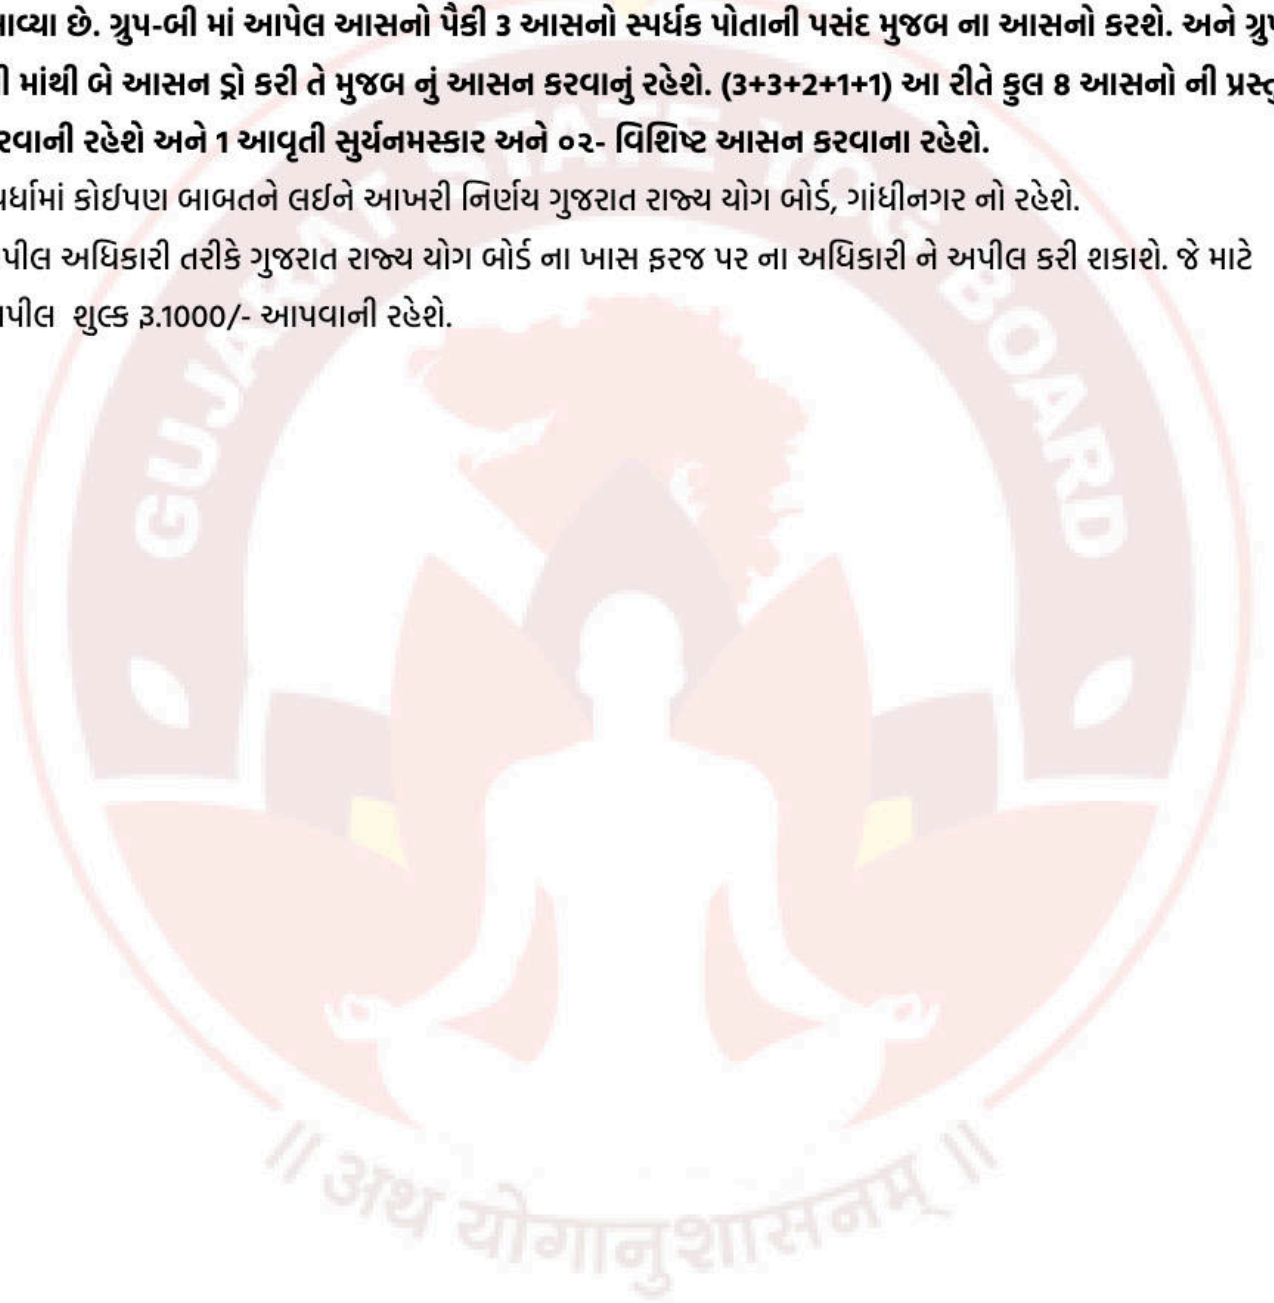 આવ્યા છે. ગ્રુપ-બી માં આપેલ આસનો પૈકી 3 આસનો સ્પર્ધક પોતાની પસંદ મુજબ ના આસનો કરશે. અને
માંથી બે આસન ડ્રો કરી તે મુજબ નું આસન કરવાનું રહેશે. (3+3+2+1+1) આ રીતે કુલ 8 આસનો ની
રવાની રહેશે અને 1 આવૃતી સુર્યનમસ્કાર અને ૦૨- વિશિષ્ટ આસન કરવાના રહેશે.
પર્ધામાં કોઈપણ બાબતને લઈને આખરી નિર્ણય ગુજરાત રાજ્ય યોગ બોર્ડ, ગાંધીનગર નો રહેશે.
પીલ અધિકારી તરીકે ગુજરાત રાજ્ય યોગ બોર્ડ ના ખાસ ફરજ પર ના અધિકારી ને અપીલ કરી શકાશે. જે માટે
પીલ શુલ્ક રૂ.1000/- આપવાની રહેશે.
GUJARAT STATE YOG BOARD
॥ अथ योगानुशासनम् ॥